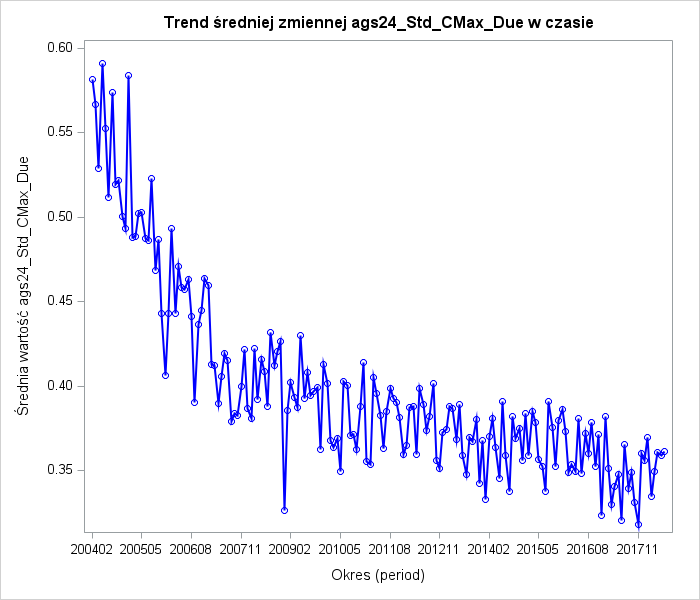 Trend średniej zmiennej ags24_Std_CMax_Due w czasie
Średnia wartość ags24_Std_CMax_Due
0.60
0.55
0.50
0.45
0.40
0.35
200402 200505 200608 200711 200902 201005 201108 201211 201402 201505 201608 201711
Okres (period)